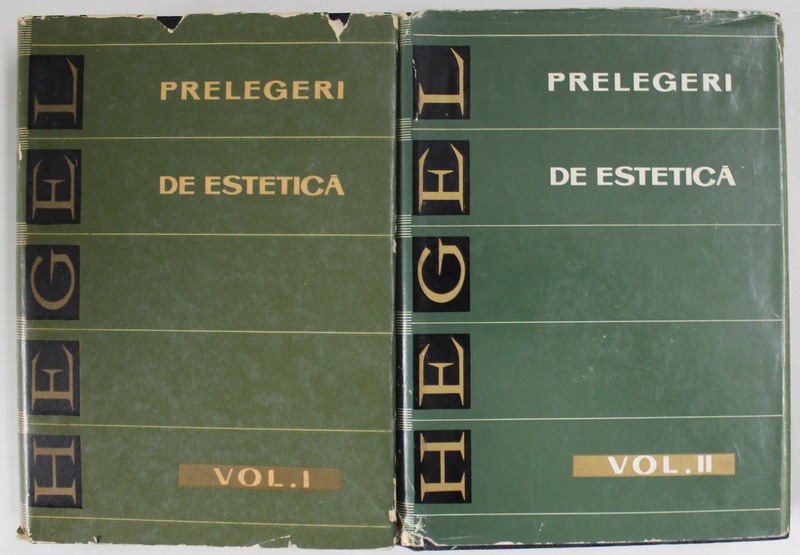 HEGEL
PRELEGERI
DE ESTETICĂ
VOL. I
HEGEL
PRELEGERI
DE ESTETICĂ
VOL. II